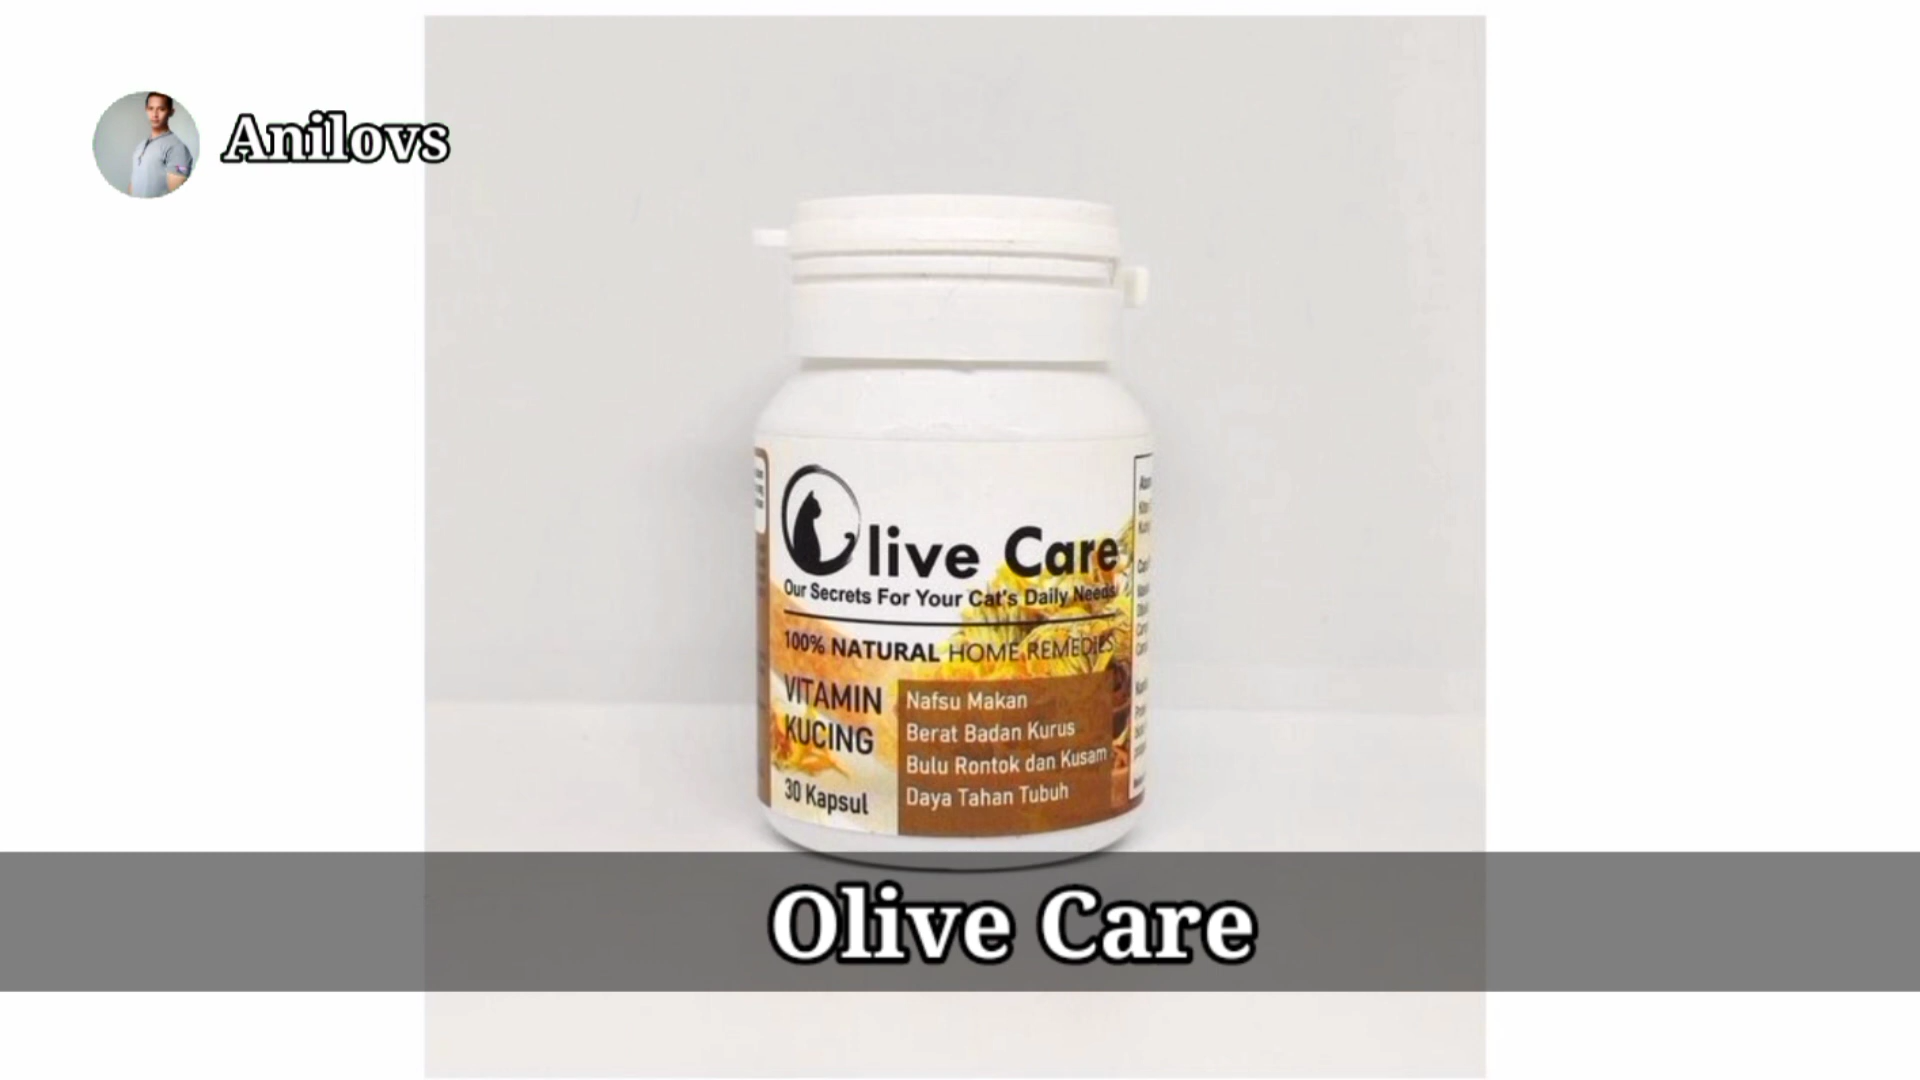 Anilovs
Olive Care
Our Secrets For Your Cat's Daily Needs
100% NATURAL HOME REMEDIES
VITAMIN
KUCING
30 Kapsul
Nafsu Makan
Berat Badan Kurus
Bulu Rontok dan Kusam
Daya Tahan Tubuh
Olive Care